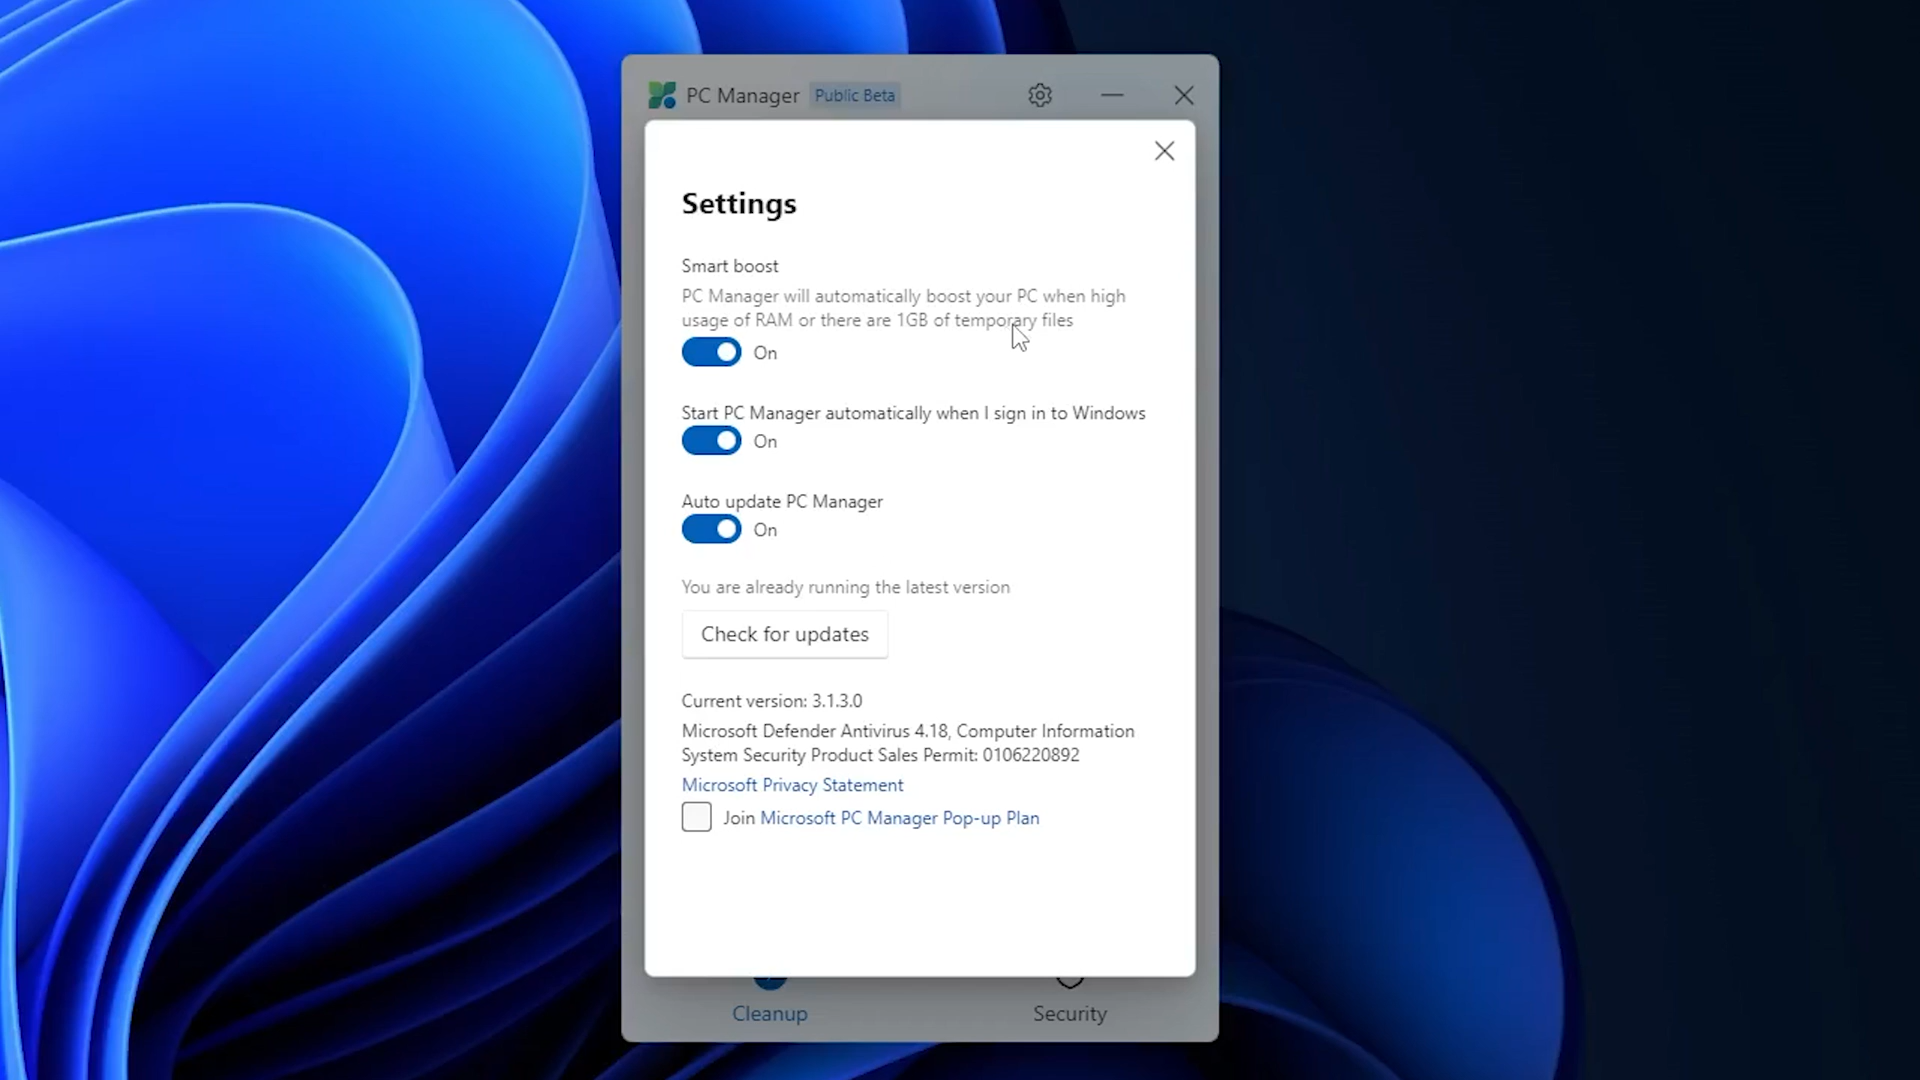 PC Manager Public Beta
Settings
Smart boost
PC Manager will automatically boost your PC when high
usage of RAM or there are 1GB of temporary files
On
Start PC Manager automatically when I sign in to Windows
On
Auto update PC Manager
On
You are already running the latest version
Check for updates
Current version: 3.1.3.0
Microsoft Defender Antivirus 4.18, Computer Information
System Security Product Sales Permit: 0106220892
Microsoft Privacy Statement
Join Microsoft PC Manager Pop-up Plan
Cleanup
Security